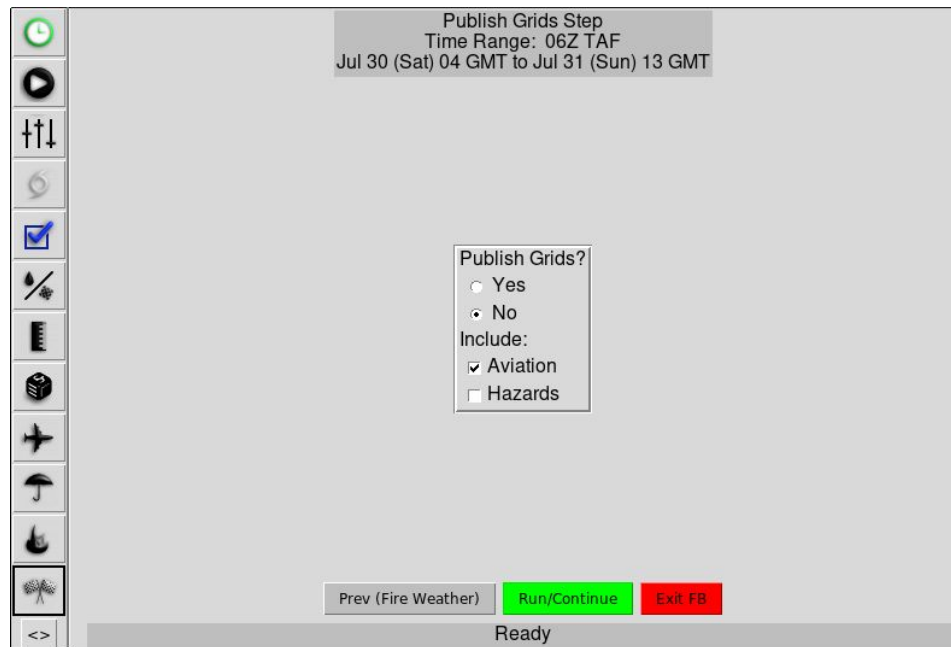 Publish Grids Step
Time Range: 06Z TAF
Jul 30 (Sat) 04 GMT to Jul 31 (Sun) 13 GMT
Publish Grids?
Yes
No
Include:
Aviation
Hazards
Prev (Fire Weather)
Run/Continue
Exit FB
<>
Ready